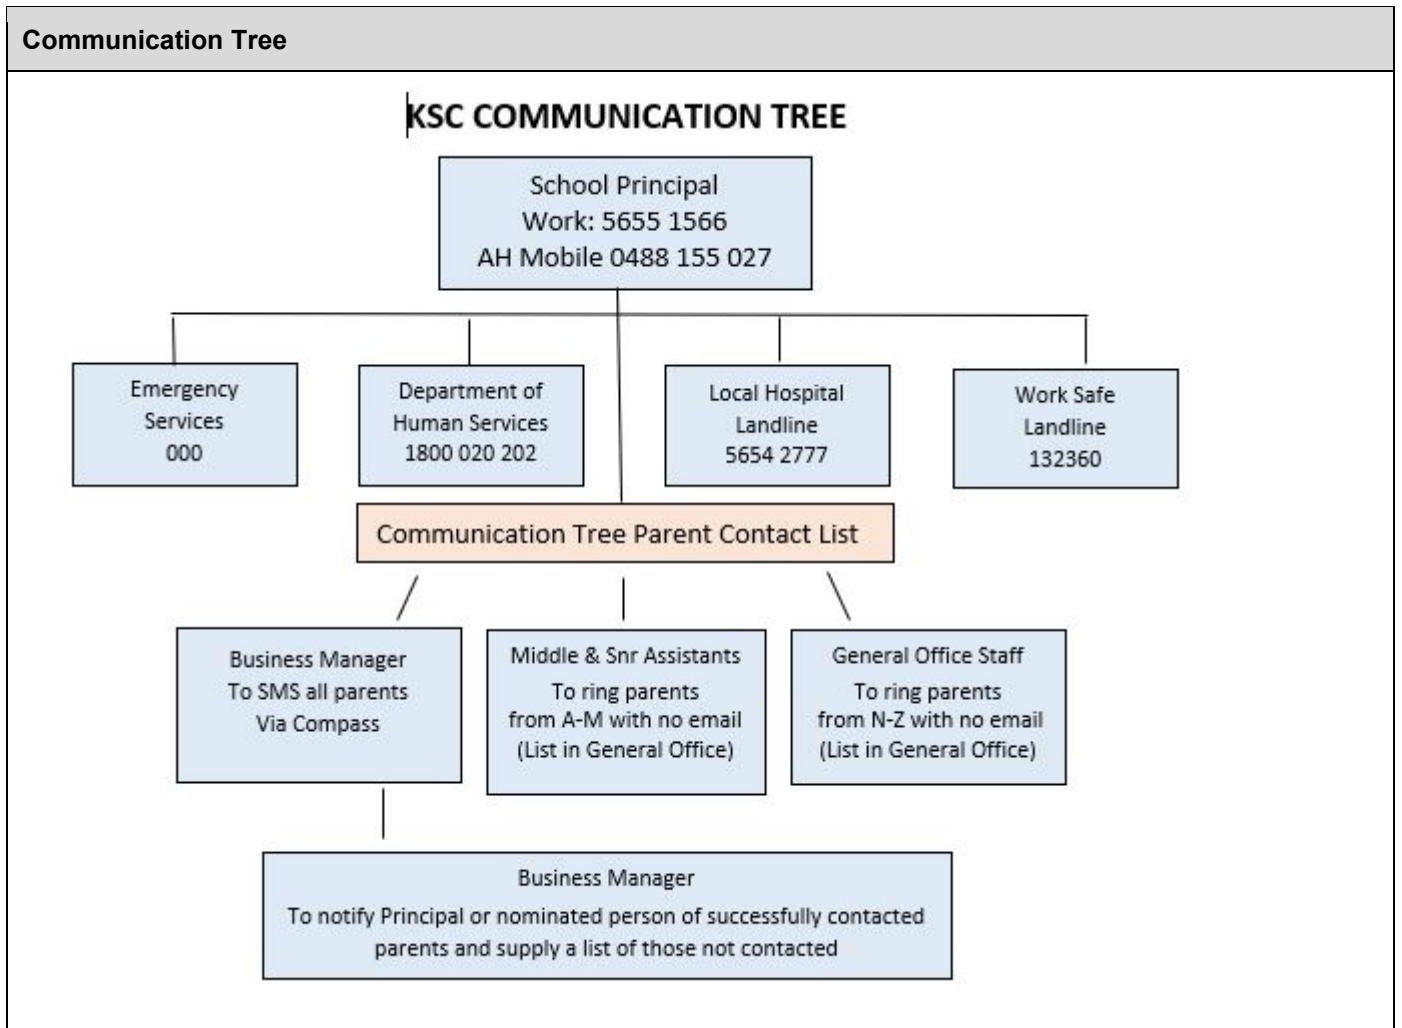 Communication Tree
KSC COMMUNICATION TREE
School Principal
Work: 5655 1566
AH Mobile 0488 155 027
Emergency
Services
000
Department of
Human Services
1800 020 202
Local Hospital
Landline
5654 2777
Work Safe
Landline
132360
Communication Tree Parent Contact List
Business Manager
To SMS all parents
Via Compass
Middle & Snr Assistants
To ring parents
from A-M with no email
(List in General Office)
General Office Staff
To ring parents
from N-Z with no email
(List in General Office)
Business Manager
To notify Principal or nominated person of successfully contacted
parents and supply a list of those not contacted